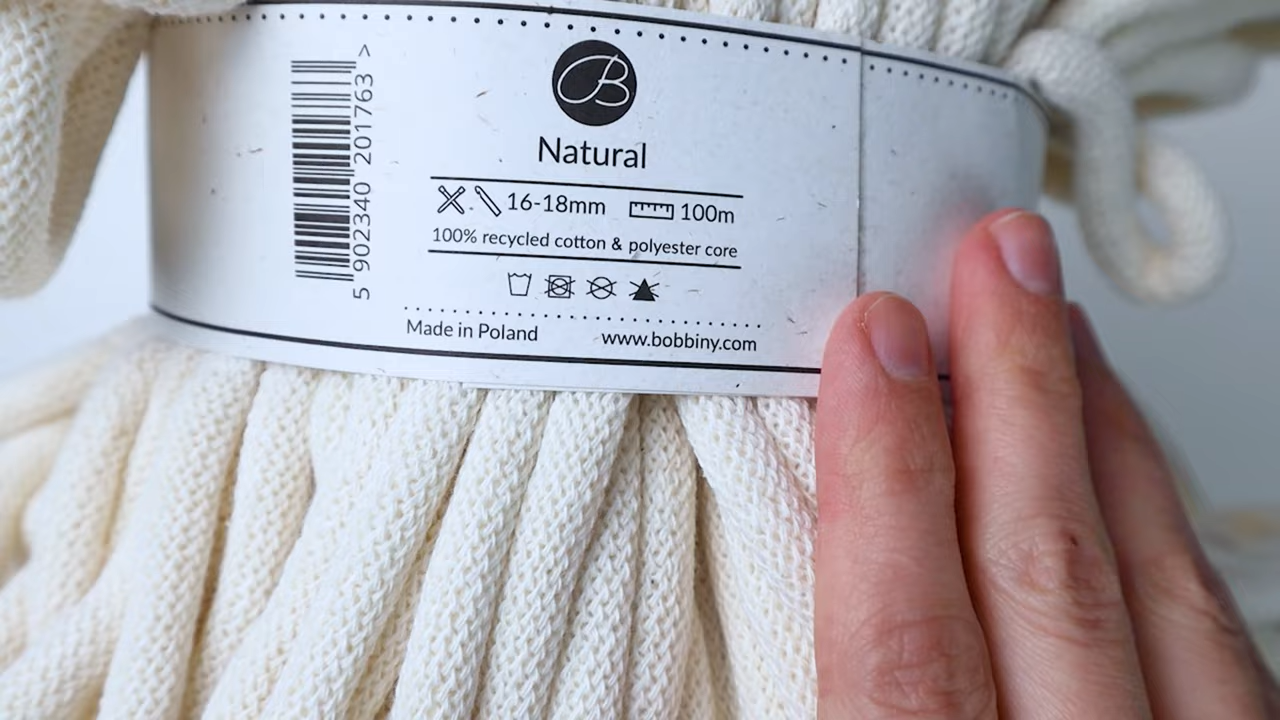 B
Natural
16-18mm 100m
100% recycled cotton & polyester core
Made in Poland www.bobbiny.com
5 902340 201763 >